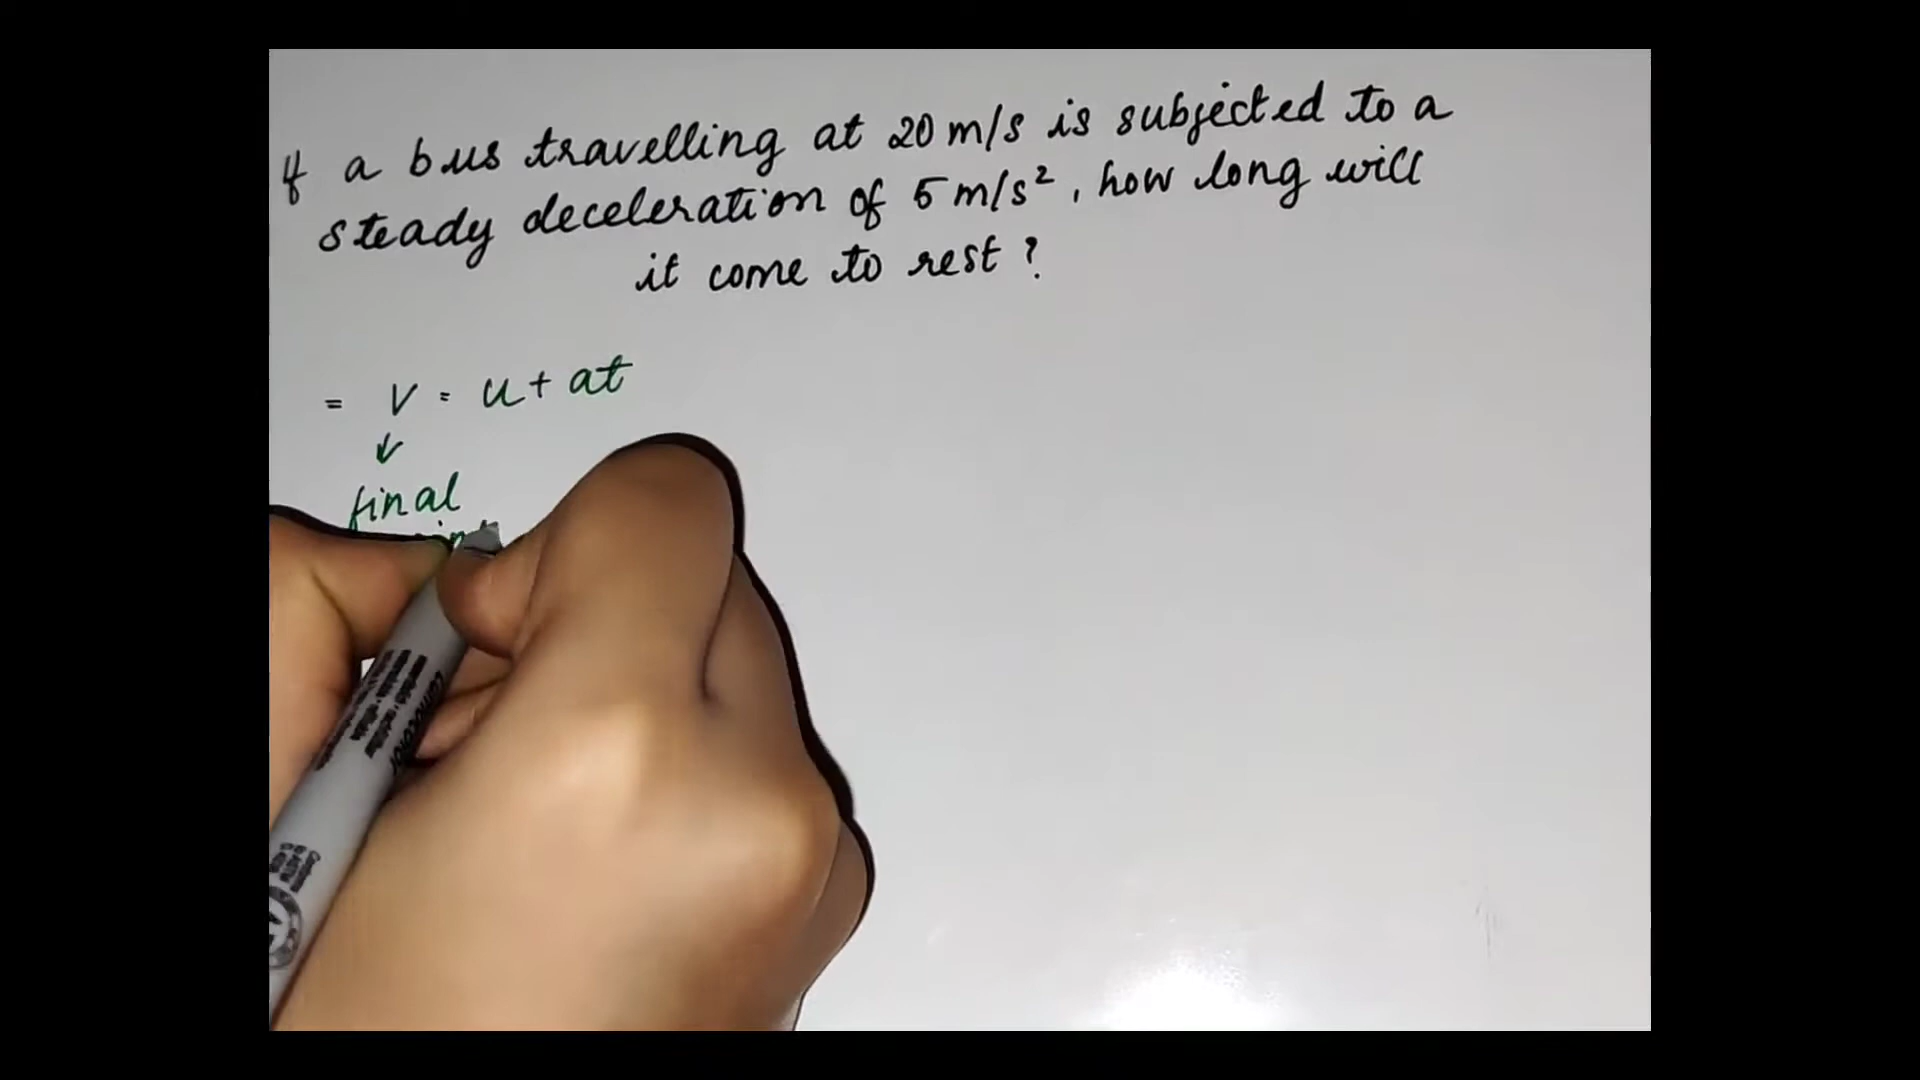 If a bus travelling at 20 m/s is subjected to a
steady deceleration of 5 m/s², how long will
it come to rest ?
= V = u + at
↓
final